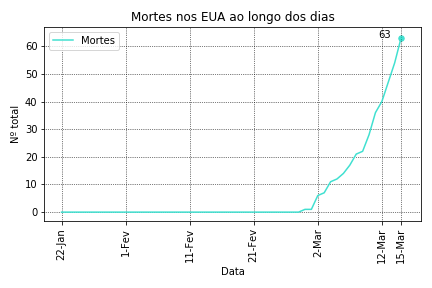 Mortes nos EUA ao longo dos dias
Mortes
63
Nº total
60
50
40
30
20
10
0
22-Jan
1-Fev
11-Fev
21-Fev
2-Mar
12-Mar
15-Mar
Data